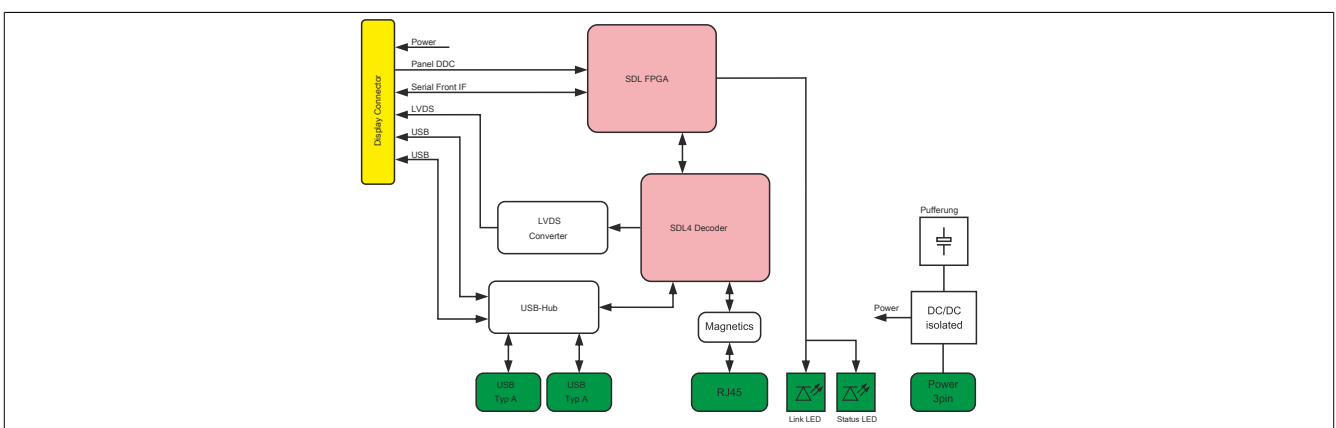 Power
Panel DDC
Serial Front IF
LVDS
USB
USB
Display Connector
SDL FPGA
SDL4 Decoder
LVDS
Converter
USB-Hub
Magnetics
USB
Typ A
USB
Typ A
RJ45
Link LED
Status LED
Pufferung
Power
DC/DC
isolated
Power
3pin